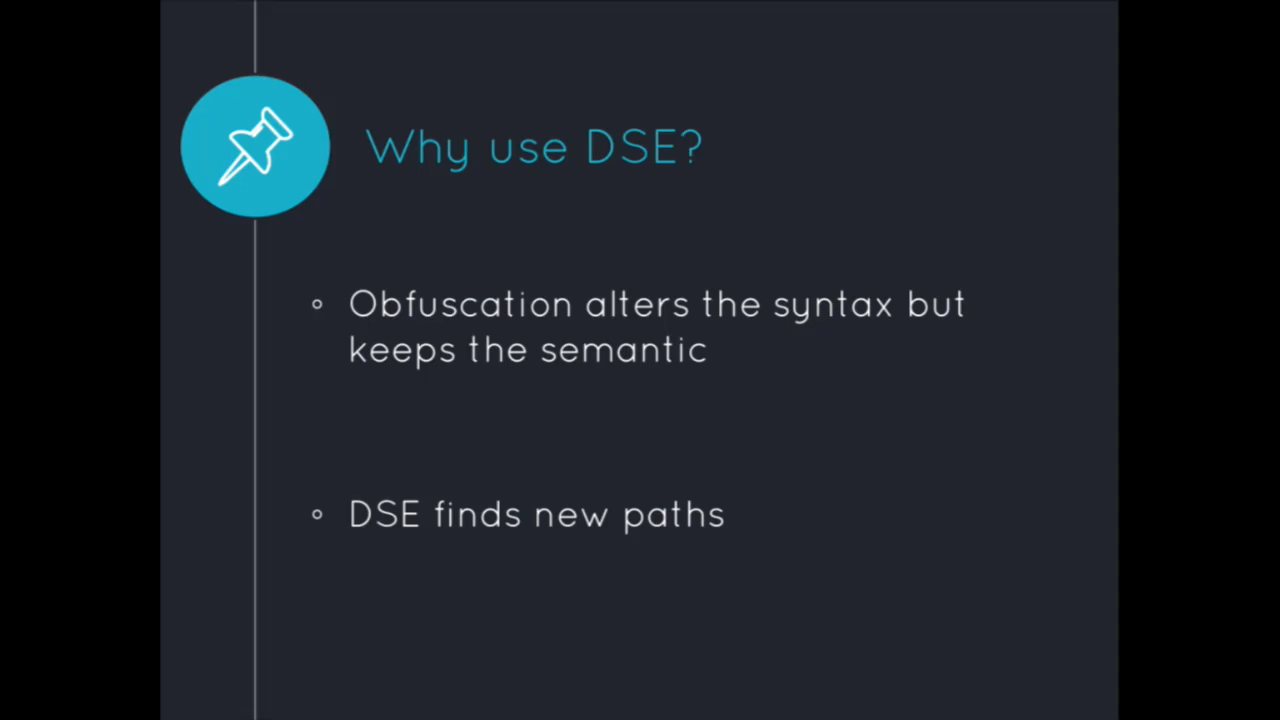 Why use DSE?
Obfuscation alters the syntax but
keeps the semantic
DSE finds new paths